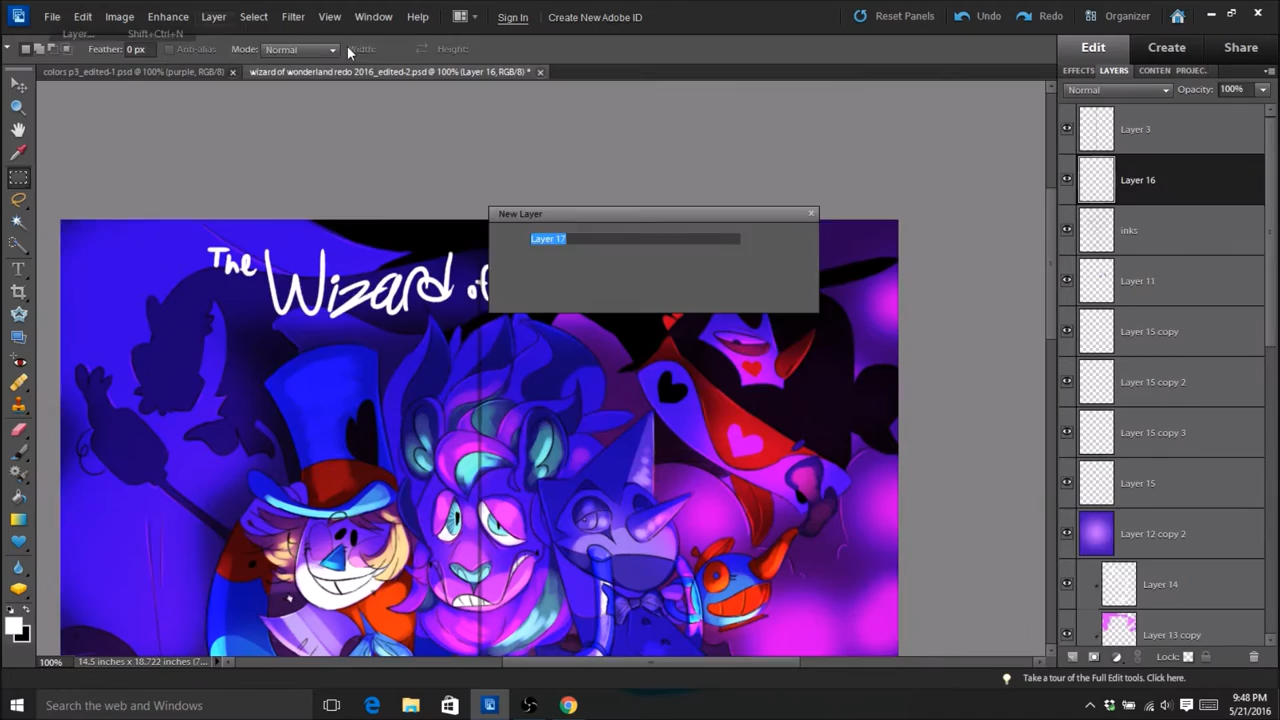 File Edit Image Enhance Layer Select Filter View Window Help Sign In Create New Adobe ID Reset Panels Undo Redo Organizer
Layer... Shift+Ctrl+N
Feather: 0 px Anti-alias Mode: Normal Width: Height:
Edit Create Share
colors p3_edited-1.psd @ 100% (purple, RGB/8) wizard of wonderland redo 2016_edited-2.psd @ 100% (Layer 16, RGB/8) *
EFFECTS LAYERS CONTEN PROJEC.
Normal Opacity: 100%
Layer 3
Layer 16
New Layer
Layer 17
inks
The Wizard of
Layer 11
Layer 15 copy
Layer 15 copy 2
Layer 15 copy 3
Layer 15
Layer 12 copy 2
Layer 14
Layer 13 copy
100% 14.5 inches x 18.722 inches (7...
Lock:
Take a tour of the Full Edit tools. Click here.
Search the web and Windows
9:48 PM
5/21/2016